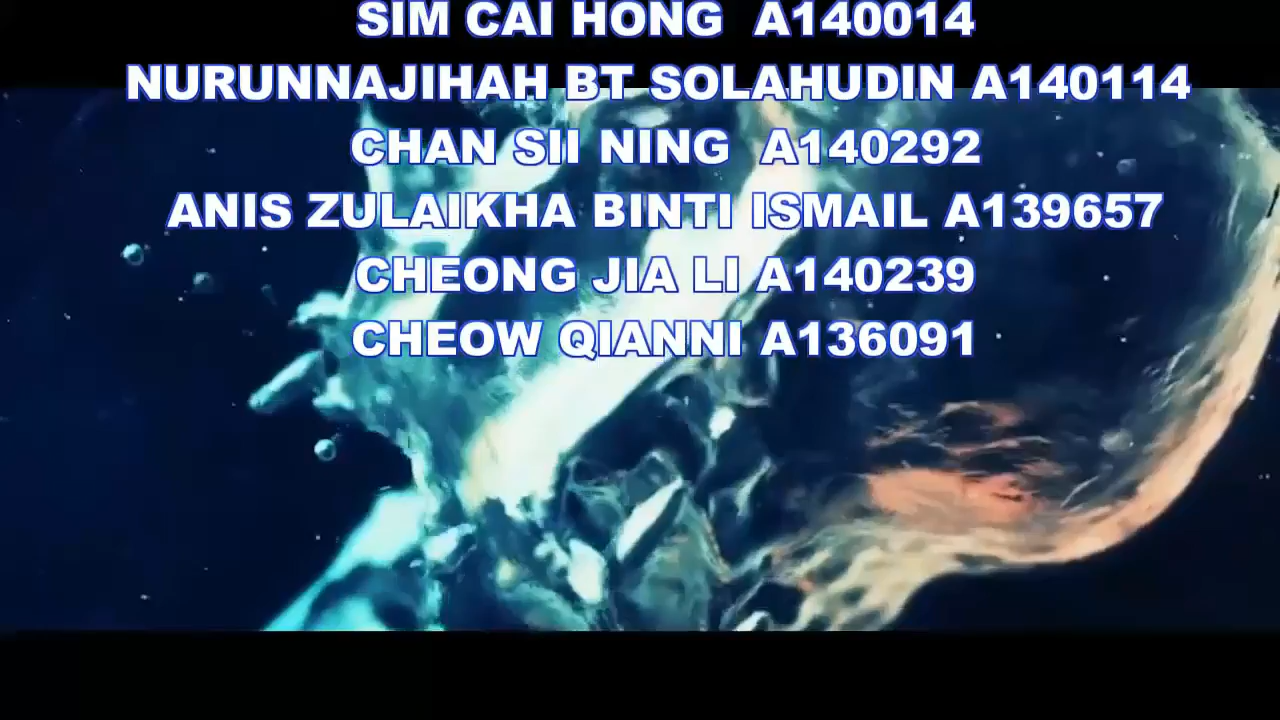 SIM CAI HONG A140014
NURUNNAJIHAH BT SOLAHUDIN A140114
CHAN SII NING A140292
ANIS ZULAIKHA BINTI ISMAIL A139657
CHEONG JIA LI A140239
CHEOW QIANNI A136091